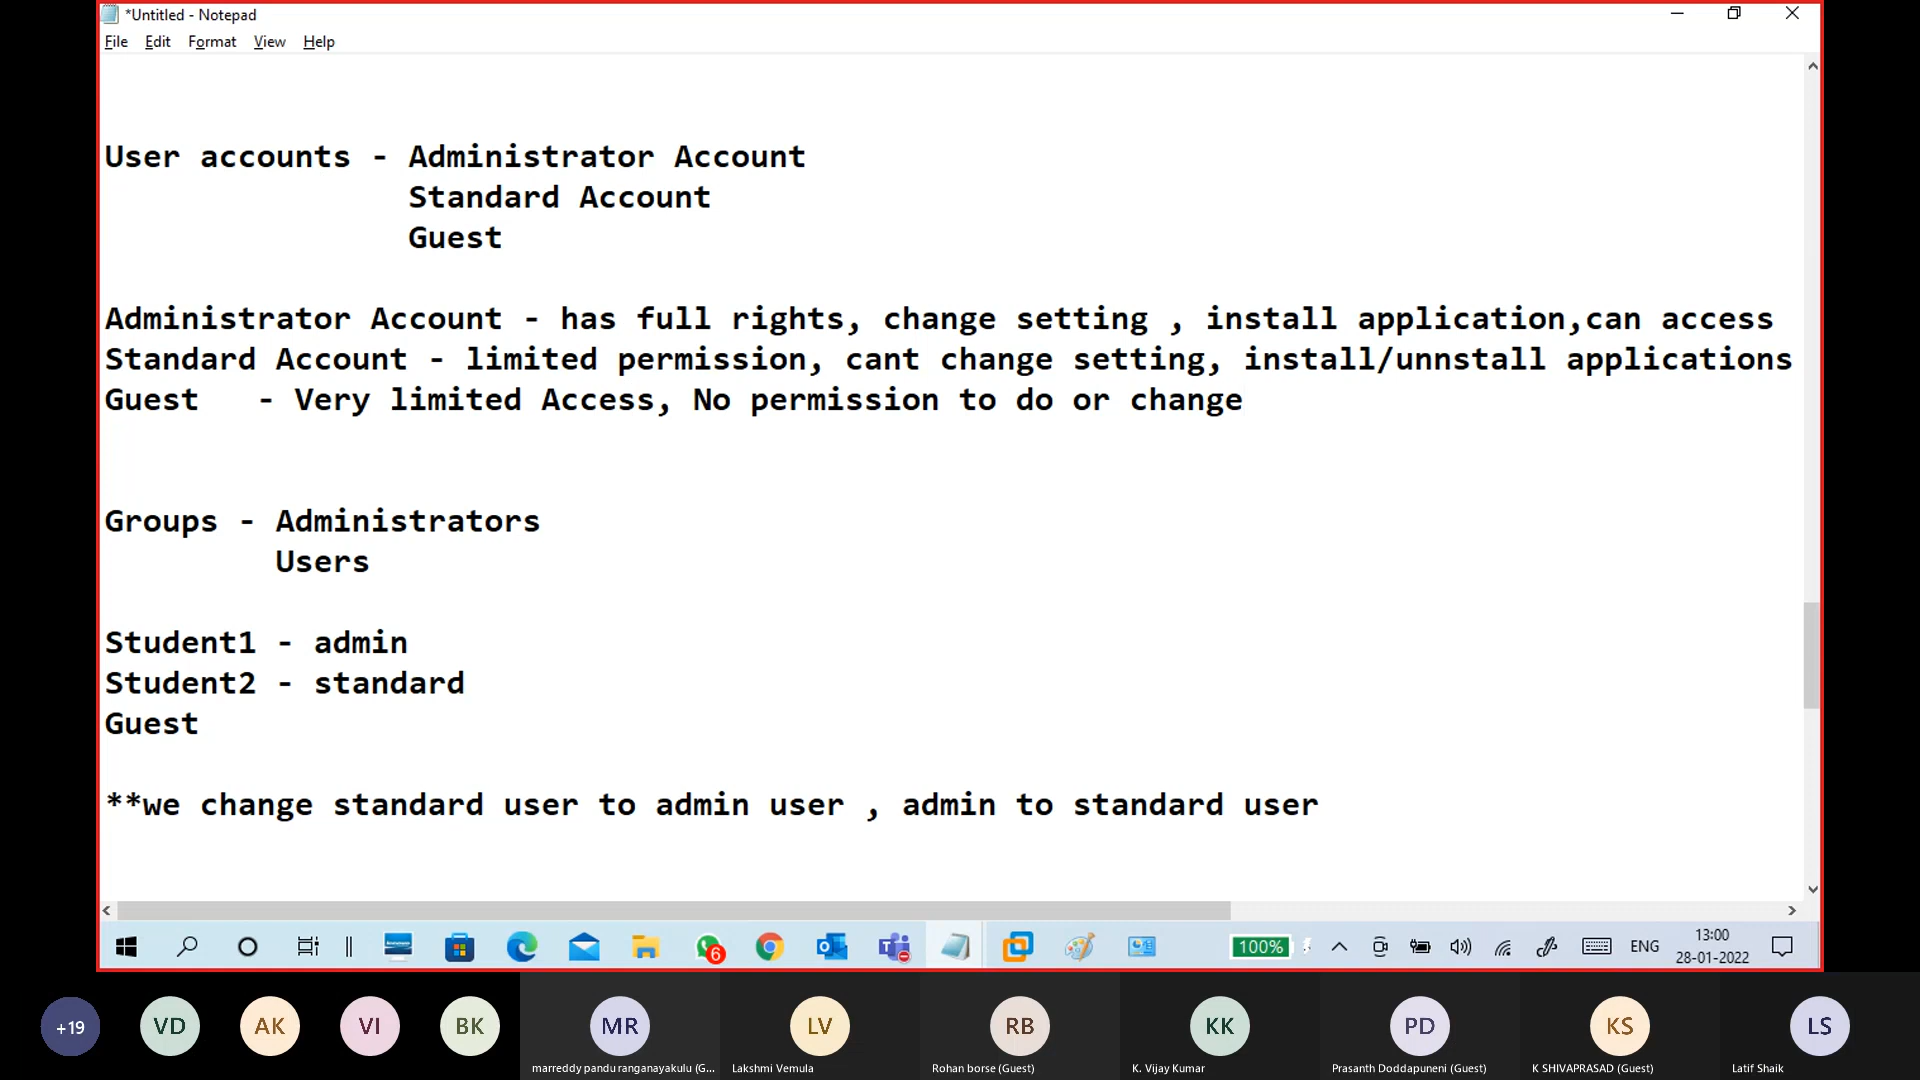 *Untitled - Notepad
File Edit Format View Help
User accounts - Administrator Account
Standard Account
Guest
Administrator Account - has full rights, change setting , install application,can access
Standard Account - limited permission, cant change setting, install/unnstall applications
Guest - Very limited Access, No permission to do or change
Groups - Administrators
Users
Student1 - admin
Student2 - standard
Guest
**we change standard user to admin user , admin to standard user
6
100%
ENG
13:00
28-01-2022
+19
VD
AK
VI
BK
MR
LV
RB
KK
PD
KS
LS
marreddy pandu ranganayakulu (G...
Lakshmi Vemula
Rohan borse (Guest)
K. Vijay Kumar
Prasanth Doddapuneni (Guest)
K SHIVAPRASAD (Guest)
Latif Shaik